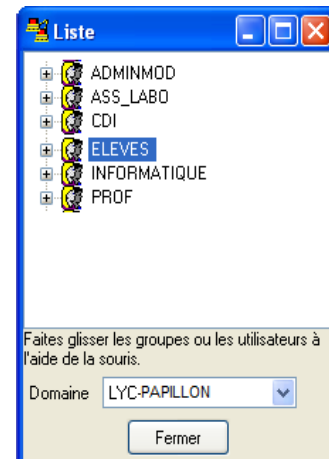 Liste
ADMINMOD
ASS_LABO
CDI
ELEVES
INFORMATIQUE
PROF
Faites glisser les groupes ou les utilisateurs à
l'aide de la souris.
Domaine LYC-PAPILLON
Fermer